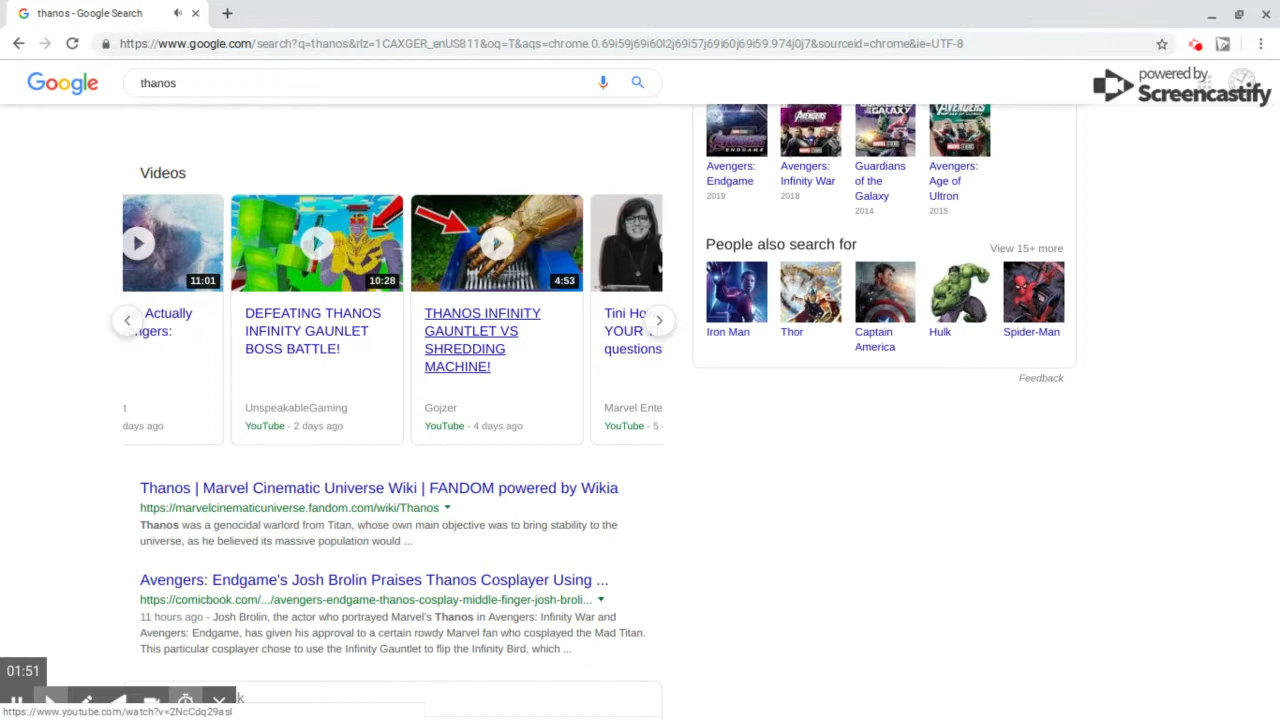 thanos - Google Search
https://www.google.com/search?q=thanos&rlz=1CAXGER_enUS811&oq=T&aqs=chrome.0.69i59j69i60l2j69i57j69i60j69i59.974j0j7&sourceid=chrome&ie=UTF-8
Google
thanos
powered by
Screencastify
AVENGERS
ENDGAME
AVENGERS
GALAXY
AVENGERS
AGE OF ULTRON
Avengers:
Endgame
2019
Avengers:
Infinity War
2018
Guardians
of the
Galaxy
2014
Avengers:
Age of
Ultron
2015
Videos
11:01
10:28
4:53
Actually
ngers:
t
days ago
DEFEATING THANOS
INFINITY GAUNLET
BOSS BATTLE!
UnspeakableGaming
YouTube - 2 days ago
THANOS INFINITY
GAUNTLET VS
SHREDDING
MACHINE!
Gojzer
YouTube - 4 days ago
Tini Ho
YOUR
questions
Marvel Ente
YouTube - 5
People also search for
View 15+ more
Iron Man
Thor
Captain
America
Hulk
Spider-Man
Feedback
Thanos | Marvel Cinematic Universe Wiki | FANDOM powered by Wikia
https://marvelcinematicuniverse.fandom.com/wiki/Thanos
Thanos was a genocidal warlord from Titan, whose own main objective was to bring stability to the
universe, as he believed its massive population would ...
Avengers: Endgame's Josh Brolin Praises Thanos Cosplayer Using ...
https://comicbook.com/.../avengers-endgame-thanos-cosplay-middle-finger-josh-broli...
11 hours ago - Josh Brolin, the actor who portrayed Marvel's Thanos in Avengers: Infinity War and
Avengers: Endgame, has given his approval to a certain rowdy Marvel fan who cosplayed the Mad Titan.
This particular cosplayer chose to use the Infinity Gauntlet to flip the Infinity Bird, which ...
01:51
k
https://www.youtube.com/watch?v=2NcCdq29asI